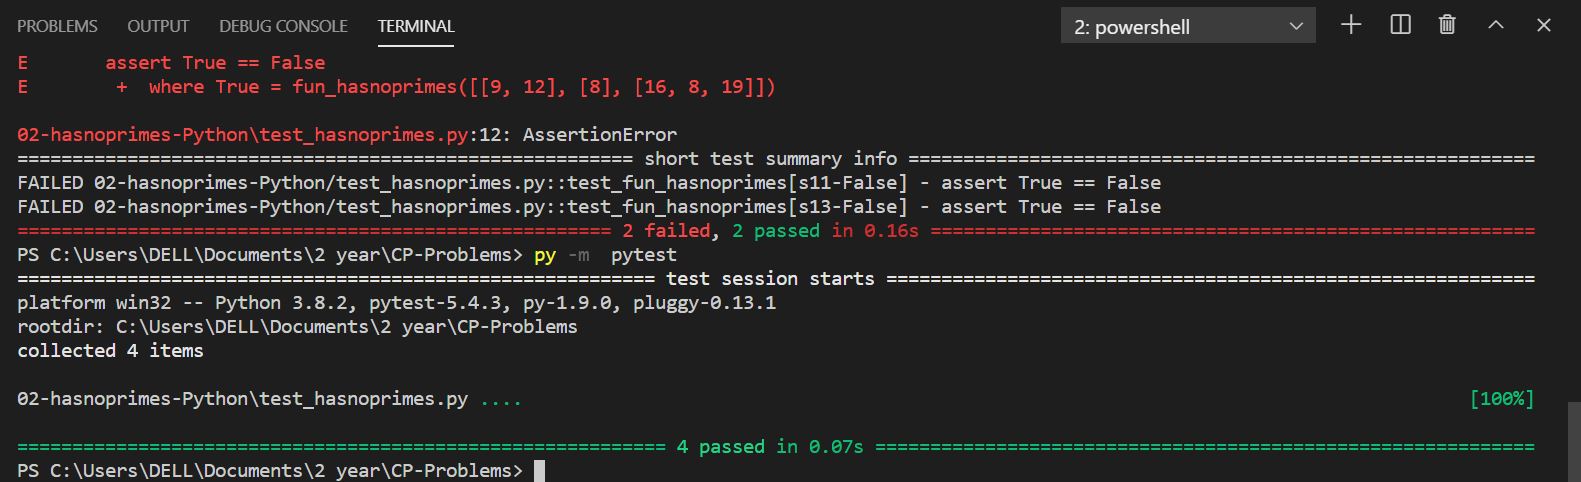 PROBLEMS OUTPUT DEBUG CONSOLE TERMINAL 2: powershell
E       assert True == False
E        +  where True = fun_hasnoprimes([[9, 12], [8], [16, 8, 19]])
02-hasnoprimes-Python\test_hasnoprimes.py:12: AssertionError
======================================================== short test summary info =========================================================
FAILED 02-hasnoprimes-Python/test_hasnoprimes.py::test_fun_hasnoprimes[s11-False] - assert True == False
FAILED 02-hasnoprimes-Python/test_hasnoprimes.py::test_fun_hasnoprimes[s13-False] - assert True == False
====================================================== 2 failed, 2 passed in 0.16s =======================================================
PS C:\Users\DELL\Documents\2 year\CP-Problems> py -m  pytest
========================================================== test session starts ===========================================================
platform win32 -- Python 3.8.2, pytest-5.4.3, py-1.9.0, pluggy-0.13.1
rootdir: C:\Users\DELL\Documents\2 year\CP-Problems
collected 4 items
02-hasnoprimes-Python\test_hasnoprimes.py .... [100%]
=========================================================== 4 passed in 0.07s ============================================================
PS C:\Users\DELL\Documents\2 year\CP-Problems>